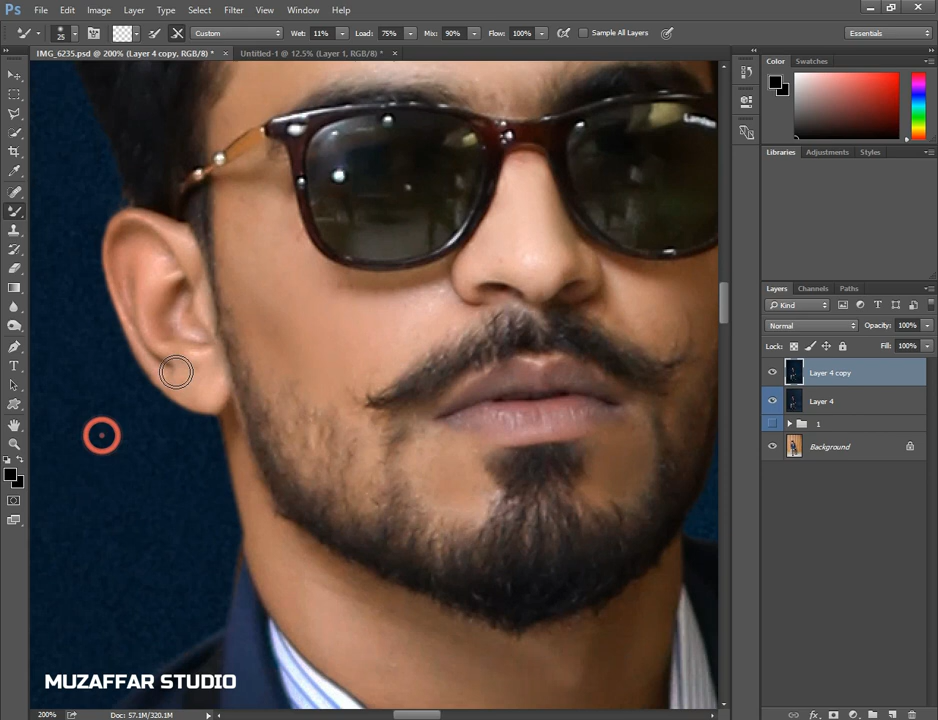 Ps File Edit Image Layer Type Select Filter View Window Help
25 Custom Wet: 11% Load: 75% Mix: 90% Flow: 100% Sample All Layers Essentials
IMG_6235.psd @ 200% (Layer 4 copy, RGB/8) * × Untitled-1 @ 12.5% (Layer 1, RGB/8) * ×
Color Swatches
Libraries Adjustments Styles
Layers Channels Paths
Kind
Normal Opacity: 100%
Lock: Fill: 100%
Layer 4 copy
Layer 4
1
Background
MUZAFFAR STUDIO
200% Doc: 57.1M/320.1M